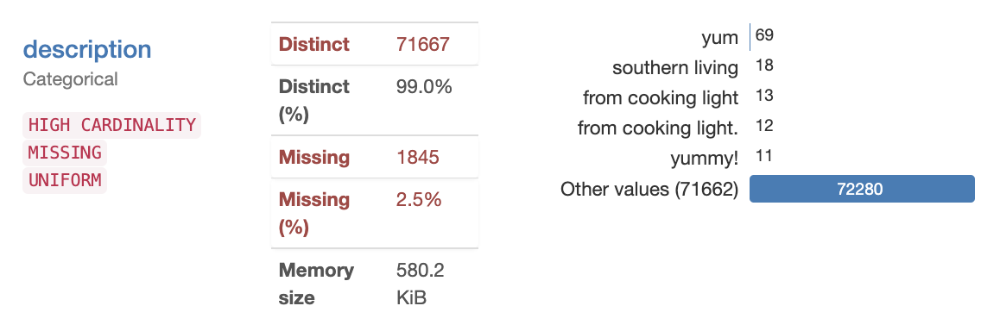 description
Categorical
HIGH CARDINALITY
MISSING
UNIFORM
Distinct 71667
Distinct (%) 99.0%
Missing 1845
Missing (%) 2.5%
Memory size 580.2 KiB
yum 69
southern living 18
from cooking light 13
from cooking light. 12
yummy! 11
Other values (71662) 72280